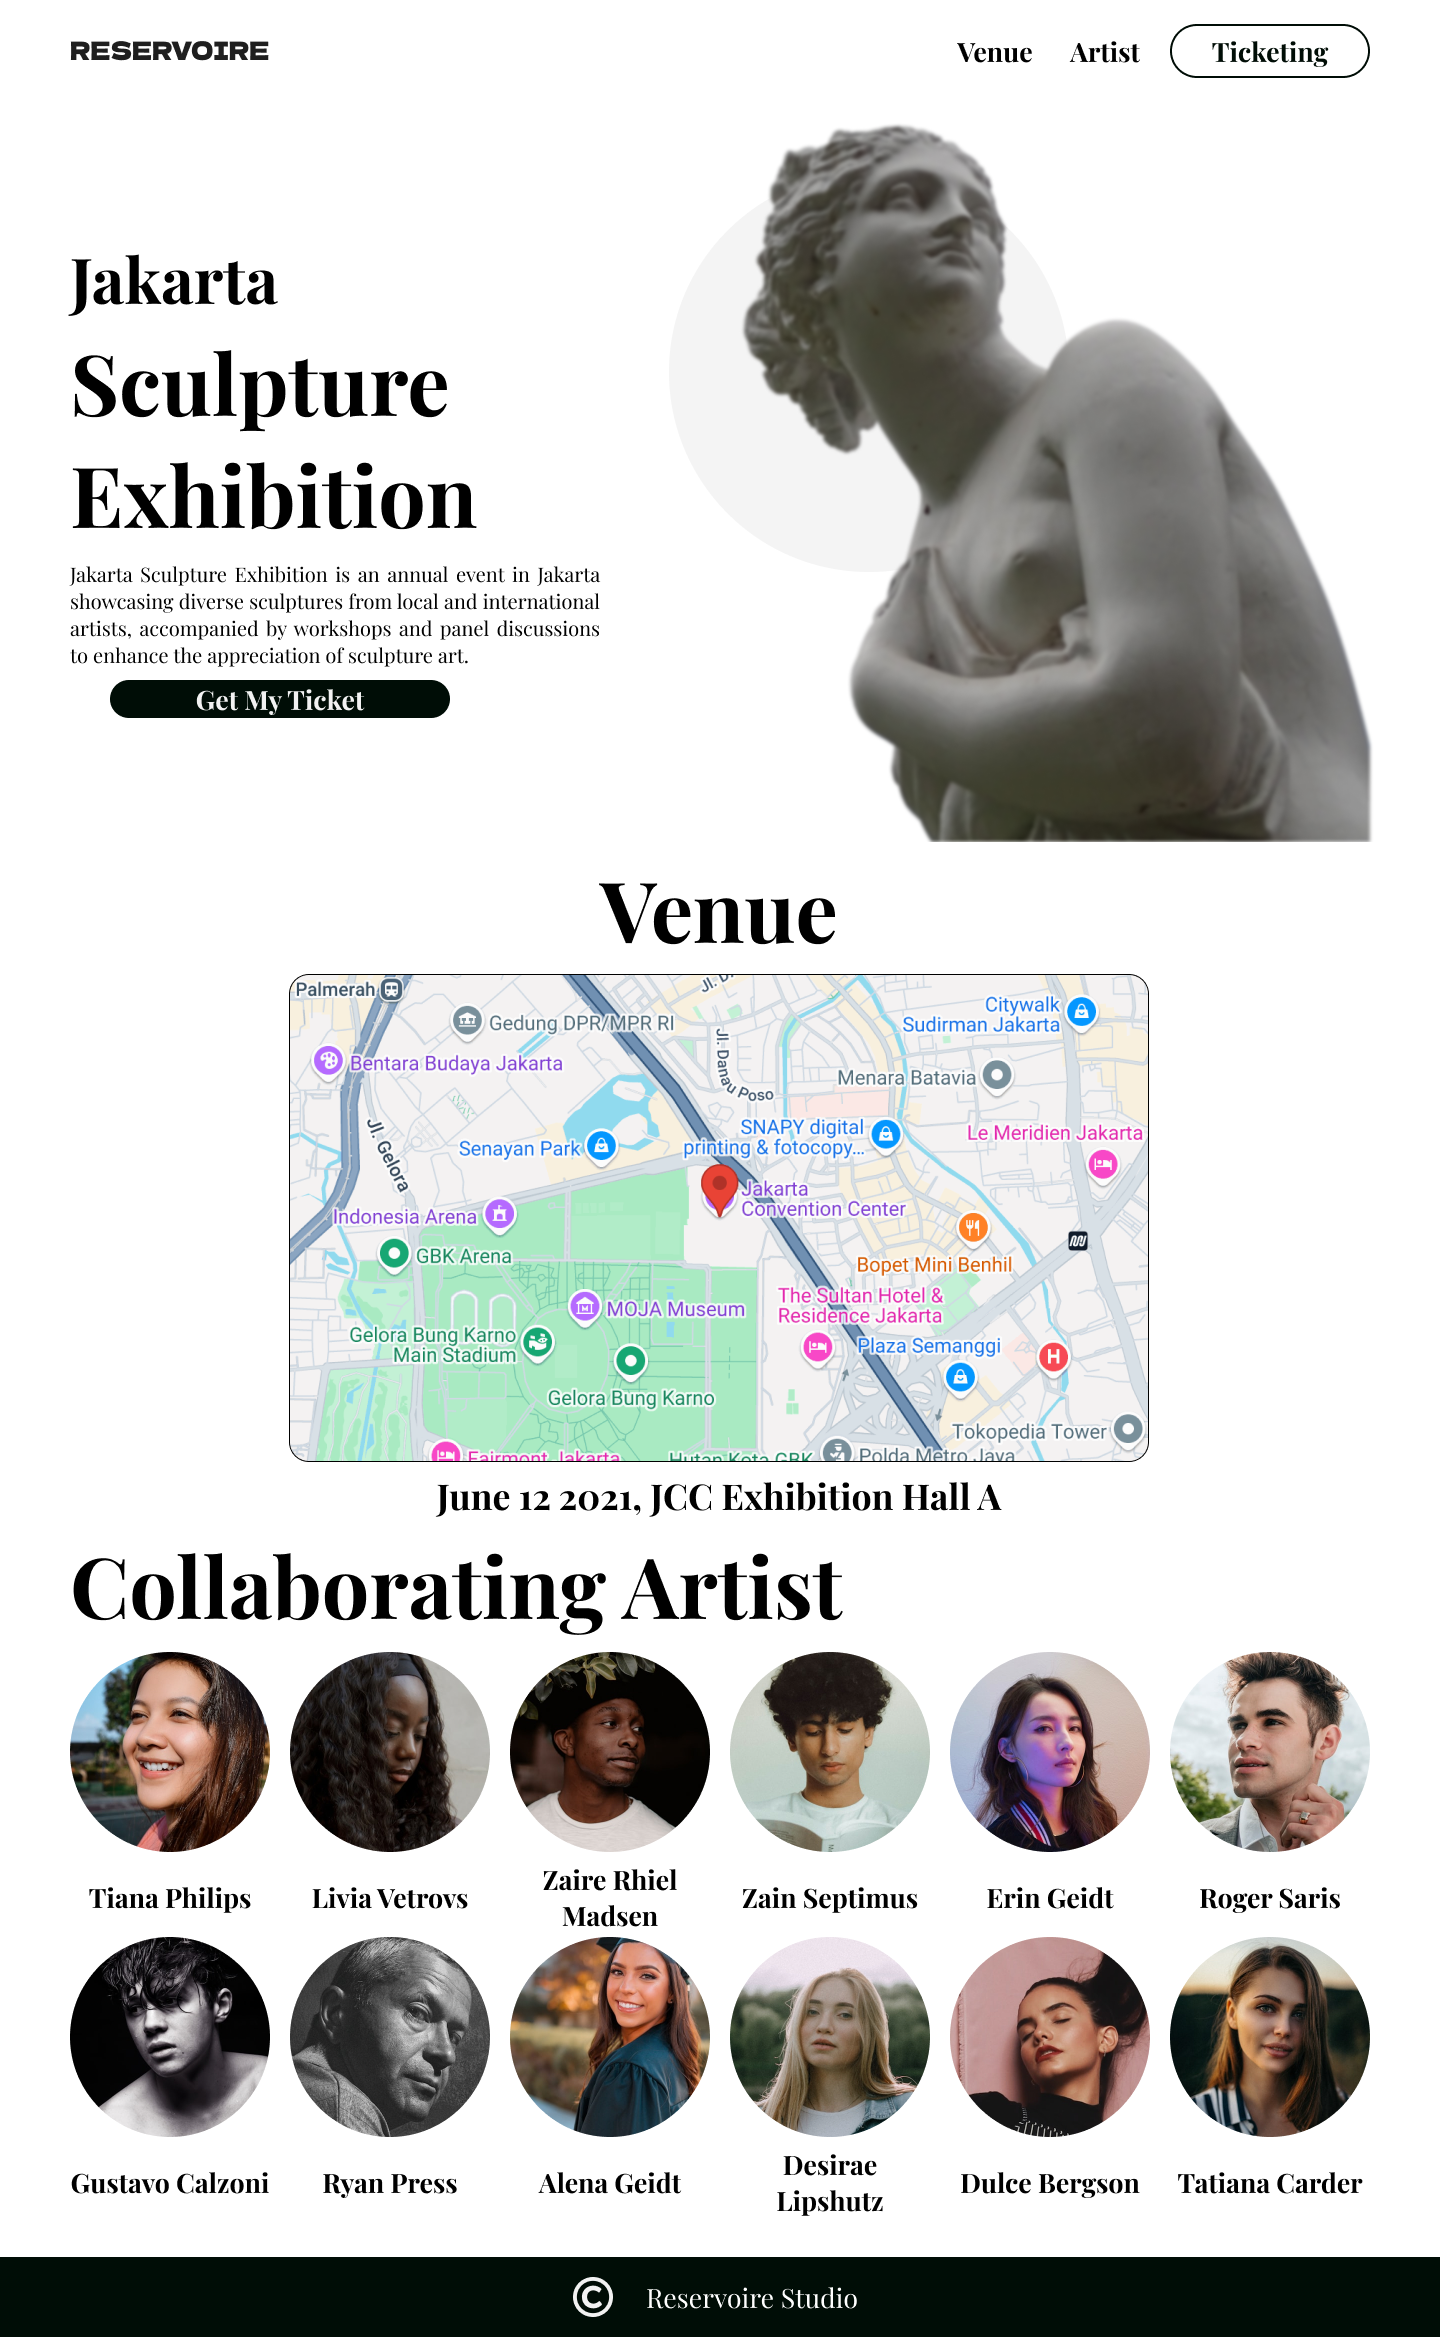 RESERVOIRE
Venue
Artist
Ticketing
Jakarta
Sculpture
Exhibition
Jakarta Sculpture Exhibition is an annual event in Jakarta
showcasing diverse sculptures from local and international
artists, accompanied by workshops and panel discussions
to enhance the appreciation of sculpture art.
Get My Ticket
Venue
Palmerah
Jl. D
Gedung DPR/MPR RI
Citywalk
Sudirman Jakarta
Bentara Budaya Jakarta
Jl. Danau Poso
Menara Batavia
Jl. Gelora
Senayan Park
SNAPY digital
printing & fotocopy...
Le Meridien Jakarta
Jakarta
Convention Center
Indonesia Arena
GBK Arena
Bopet Mini Benhil
The Sultan Hotel &
Residence Jakarta
MOJA Museum
Gelora Bung Karno
Main Stadium
Plaza Semanggi
H
Gelora Bung Karno
Tokopedia Tower
Fairmont Jakarta
Hutan Kota GBK
Polda Metro Jaya
June 12 2021, JCC Exhibition Hall A
Collaborating Artist
Tiana Philips
Livia Vetrovs
Zaire Rhiel
Madsen
Zain Septimus
Erin Geidt
Roger Saris
Gustavo Calzoni
Ryan Press
Alena Geidt
Desirae
Lipshutz
Dulce Bergson
Tatiana Carder
© Reservoire Studio